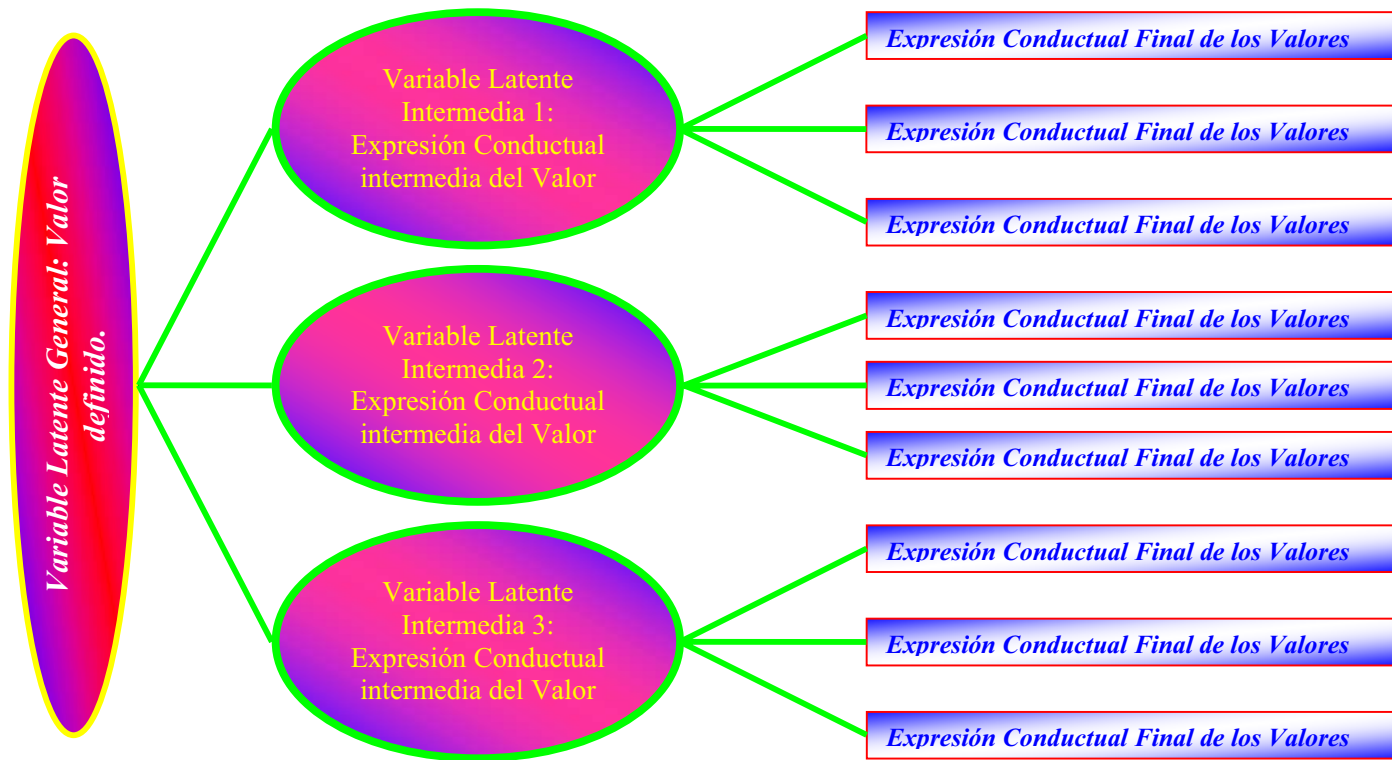 Variable Latente General: Valor
definido.
Variable Latente
Intermedia 1:
Expresión Conductual
intermedia del Valor
Expresión Conductual Final de los Valores
Expresión Conductual Final de los Valores
Expresión Conductual Final de los Valores
Variable Latente
Intermedia 2:
Expresión Conductual
intermedia del Valor
Expresión Conductual Final de los Valores
Expresión Conductual Final de los Valores
Expresión Conductual Final de los Valores
Variable Latente
Intermedia 3:
Expresión Conductual
intermedia del Valor
Expresión Conductual Final de los Valores
Expresión Conductual Final de los Valores
Expresión Conductual Final de los Valores